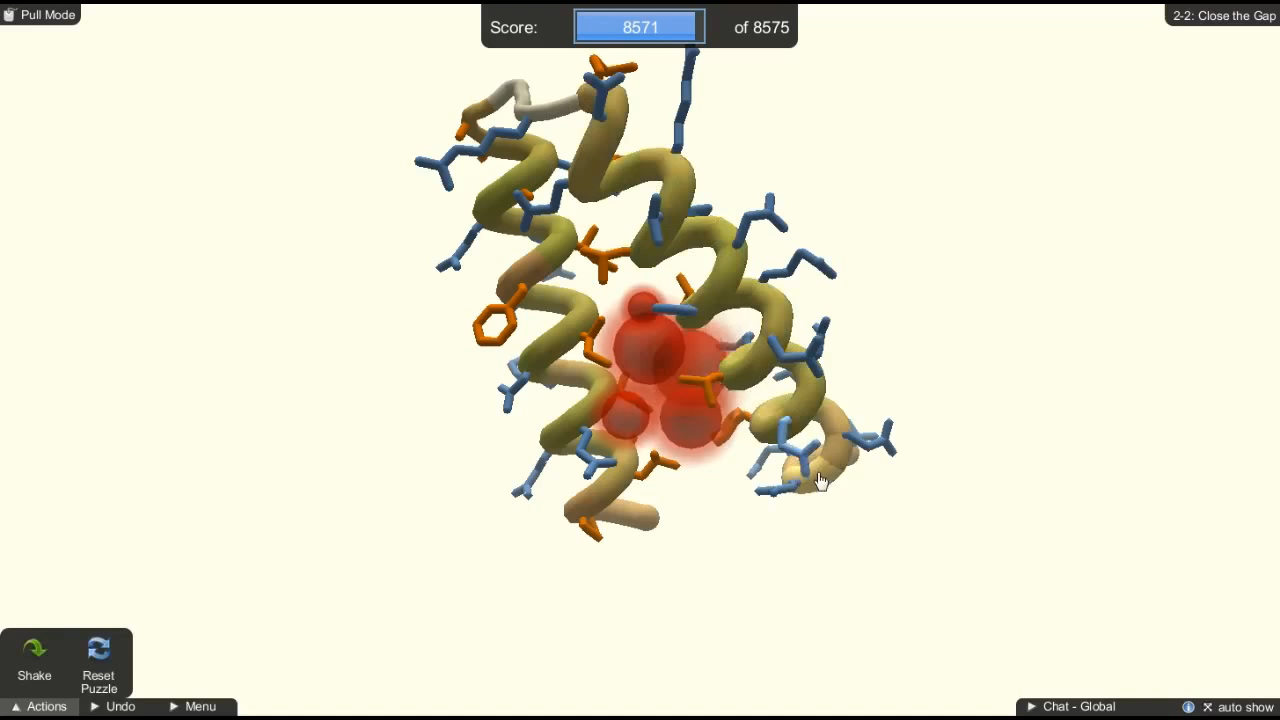 Pull Mode
Score: 8571 of 8575
2-2: Close the Gap
Shake
Reset
Puzzle
Actions
Undo
Menu
Chat - Global
auto show